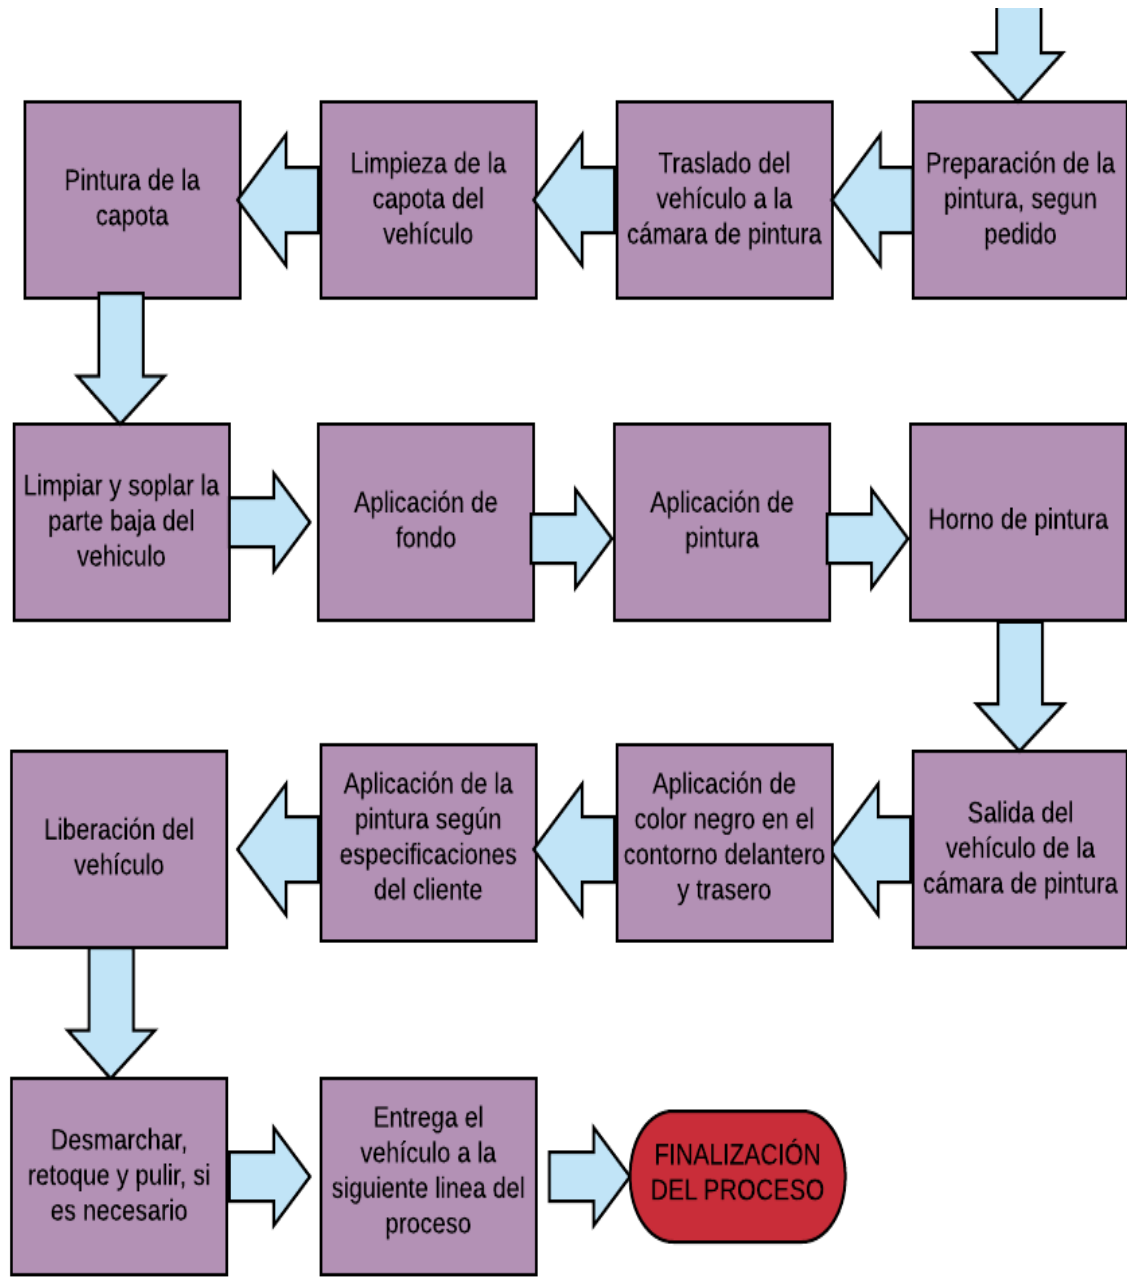 Pintura de la
capota
Limpieza de la
capota del
vehículo
Traslado del
vehículo a la
cámara de pintura
Preparación de la
pintura, segun
pedido
Limpiar y soplar la
parte baja del
vehiculo
Aplicación de
fondo
Aplicación de
pintura
Horno de pintura
Liberación del
vehículo
Aplicación de la
pintura según
especificaciones
del cliente
Aplicación de
color negro en el
contorno delantero
y trasero
Salida del
vehículo de la
cámara de pintura
Desmarchar,
retoque y pulir, si
es necesario
Entrega el
vehículo a la
siguiente linea del
proceso
FINALIZACIÓN
DEL PROCESO